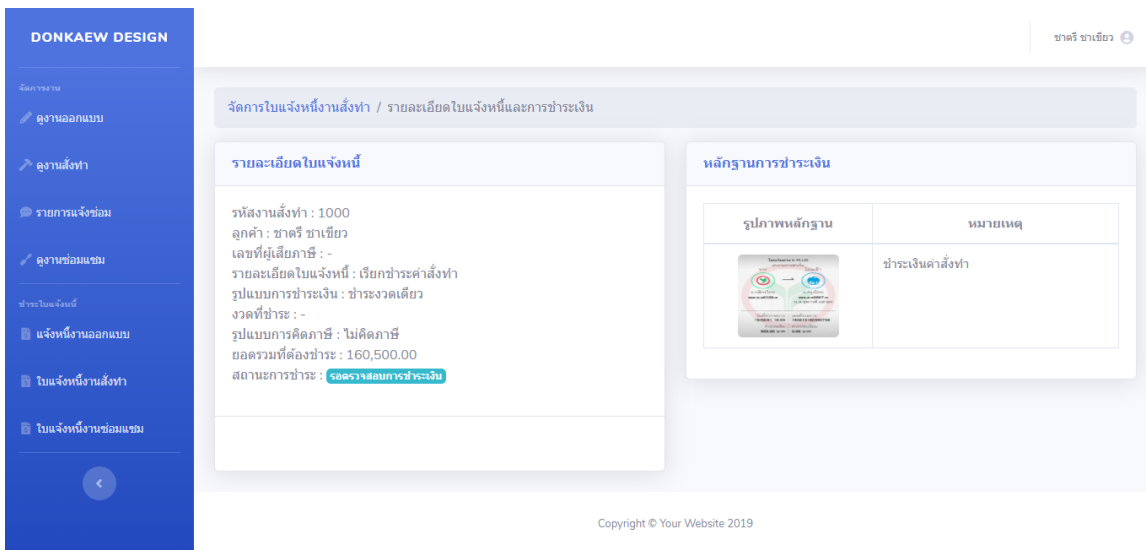 DONKAEW DESIGN
ชาตรี ชาเขียว
จัดการงาน
ดูงานออกแบบ
ดูงานสั่งทำ
รายการแจ้งซ่อม
ดูงานซ่อมแซม
ชำระใบแจ้งหนี้
แจ้งหนี้งานออกแบบ
ใบแจ้งหนี้งานสั่งทำ
ใบแจ้งหนี้งานซ่อมแซม
จัดการใบแจ้งหนี้งานสั่งทำ / รายละเอียดใบแจ้งหนี้และการชำระเงิน
รายละเอียดใบแจ้งหนี้
รหัสงานสั่งทำ : 1000
ลูกค้า : ชาตรี ชาเขียว
เลขที่ผู้เสียภาษี : -
รายละเอียดใบแจ้งหนี้ : เรียกชำระค่าสั่งทำ
รูปแบบการชำระเงิน : ชำระงวดเดียว
งวดที่ชำระ : -
รูปแบบการคิดภาษี : ไม่คิดภาษี
ยอดรวมที่ต้องชำระ : 160,500.00
สถานะการชำระ : รอตรวจสอบการชำระเงิน
หลักฐานการชำระเงิน
รูปภาพหลักฐาน หมายเหตุ
ชำระเงินค่าสั่งทำ
Copyright © Your Website 2019